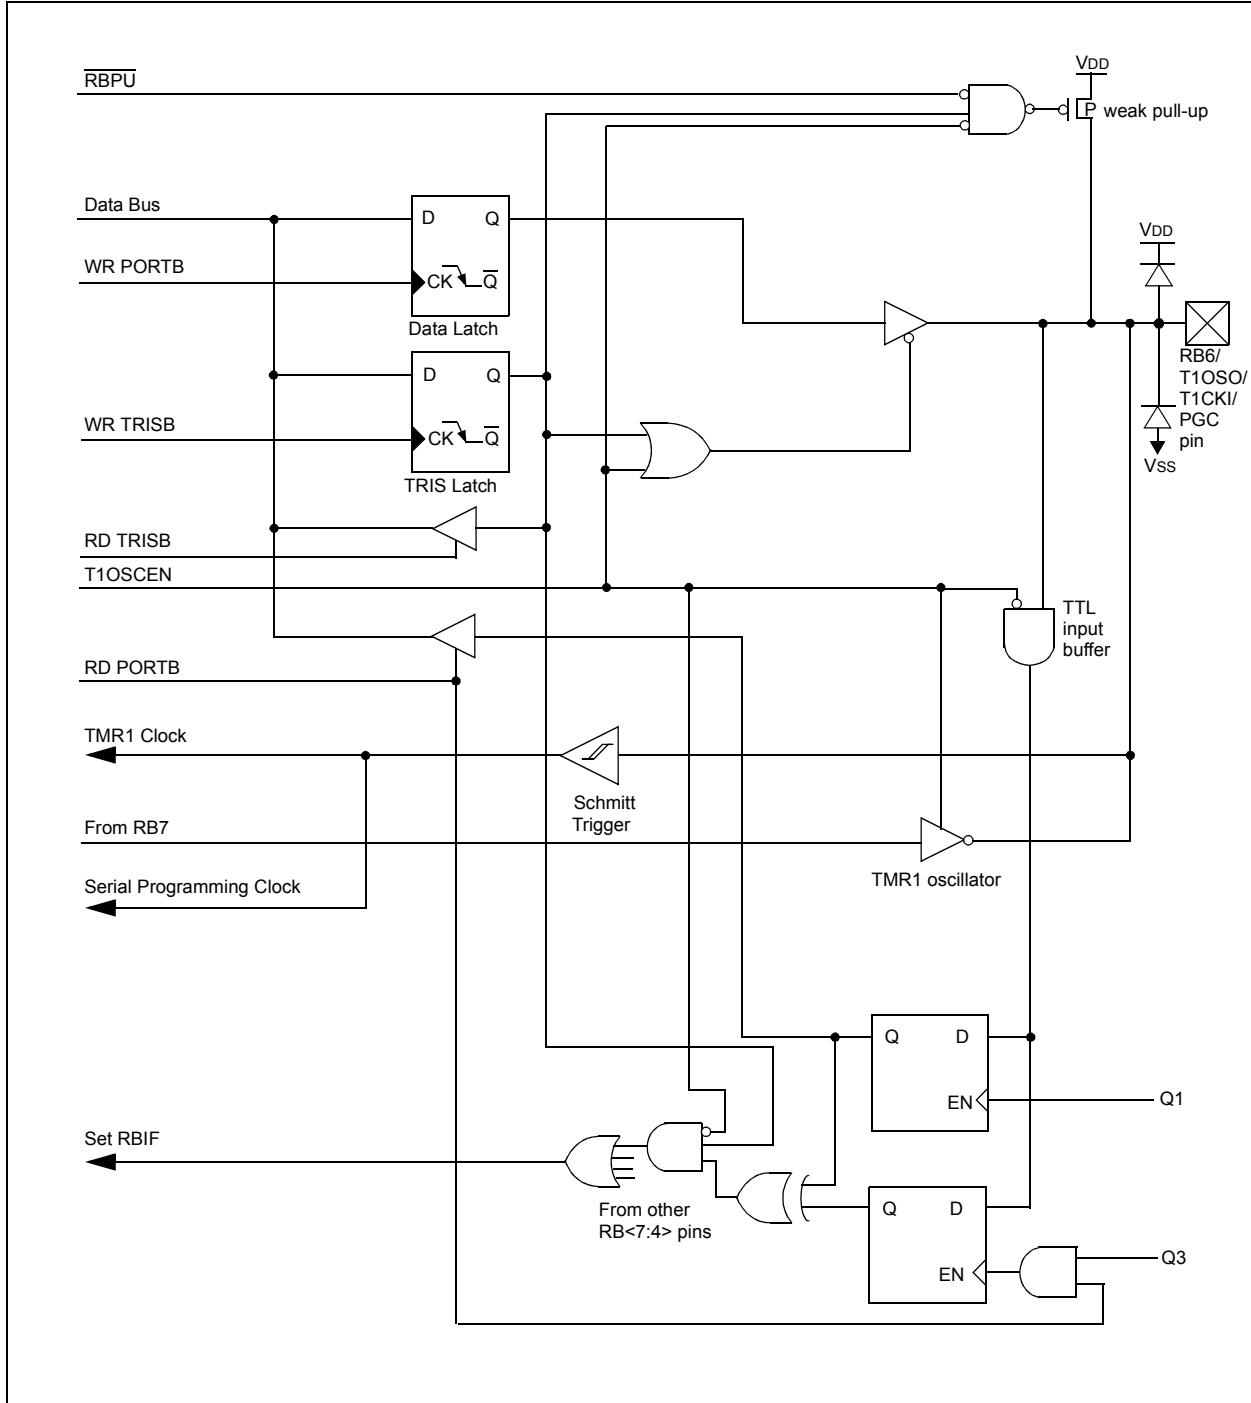 RBPU
VDD
P weak pull-up
Data Bus
D Q
VDD
WR PORTB
CK Q
Data Latch
D Q
RB6/
T1OSO/
T1CKI/
PGC
pin
WR TRISB
CK Q
VSS
TRIS Latch
RD TRISB
T1OSCEN
TTL
input
buffer
RD PORTB
TMR1 Clock
Schmitt
Trigger
From RB7
TMR1 oscillator
Serial Programming Clock
Q D
EN
Q1
Set RBIF
From other
RB<7:4> pins
Q D
EN
Q3